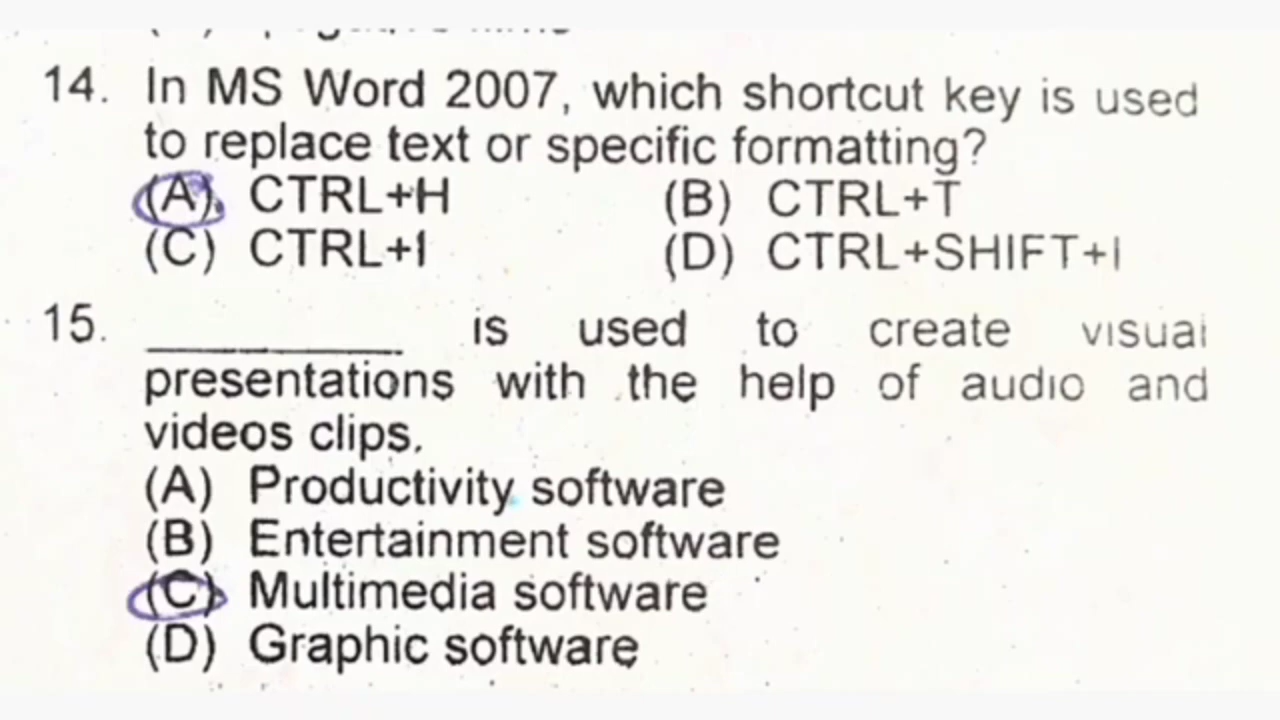 14. In MS Word 2007, which shortcut key is used
to replace text or specific formatting?
(A) CTRL+H (B) CTRL+T
(C) CTRL+I (D) CTRL+SHIFT+I
15. __________ is used to create visual
presentations with the help of audio and
videos clips.
(A) Productivity software
(B) Entertainment software
(C) Multimedia software
(D) Graphic software